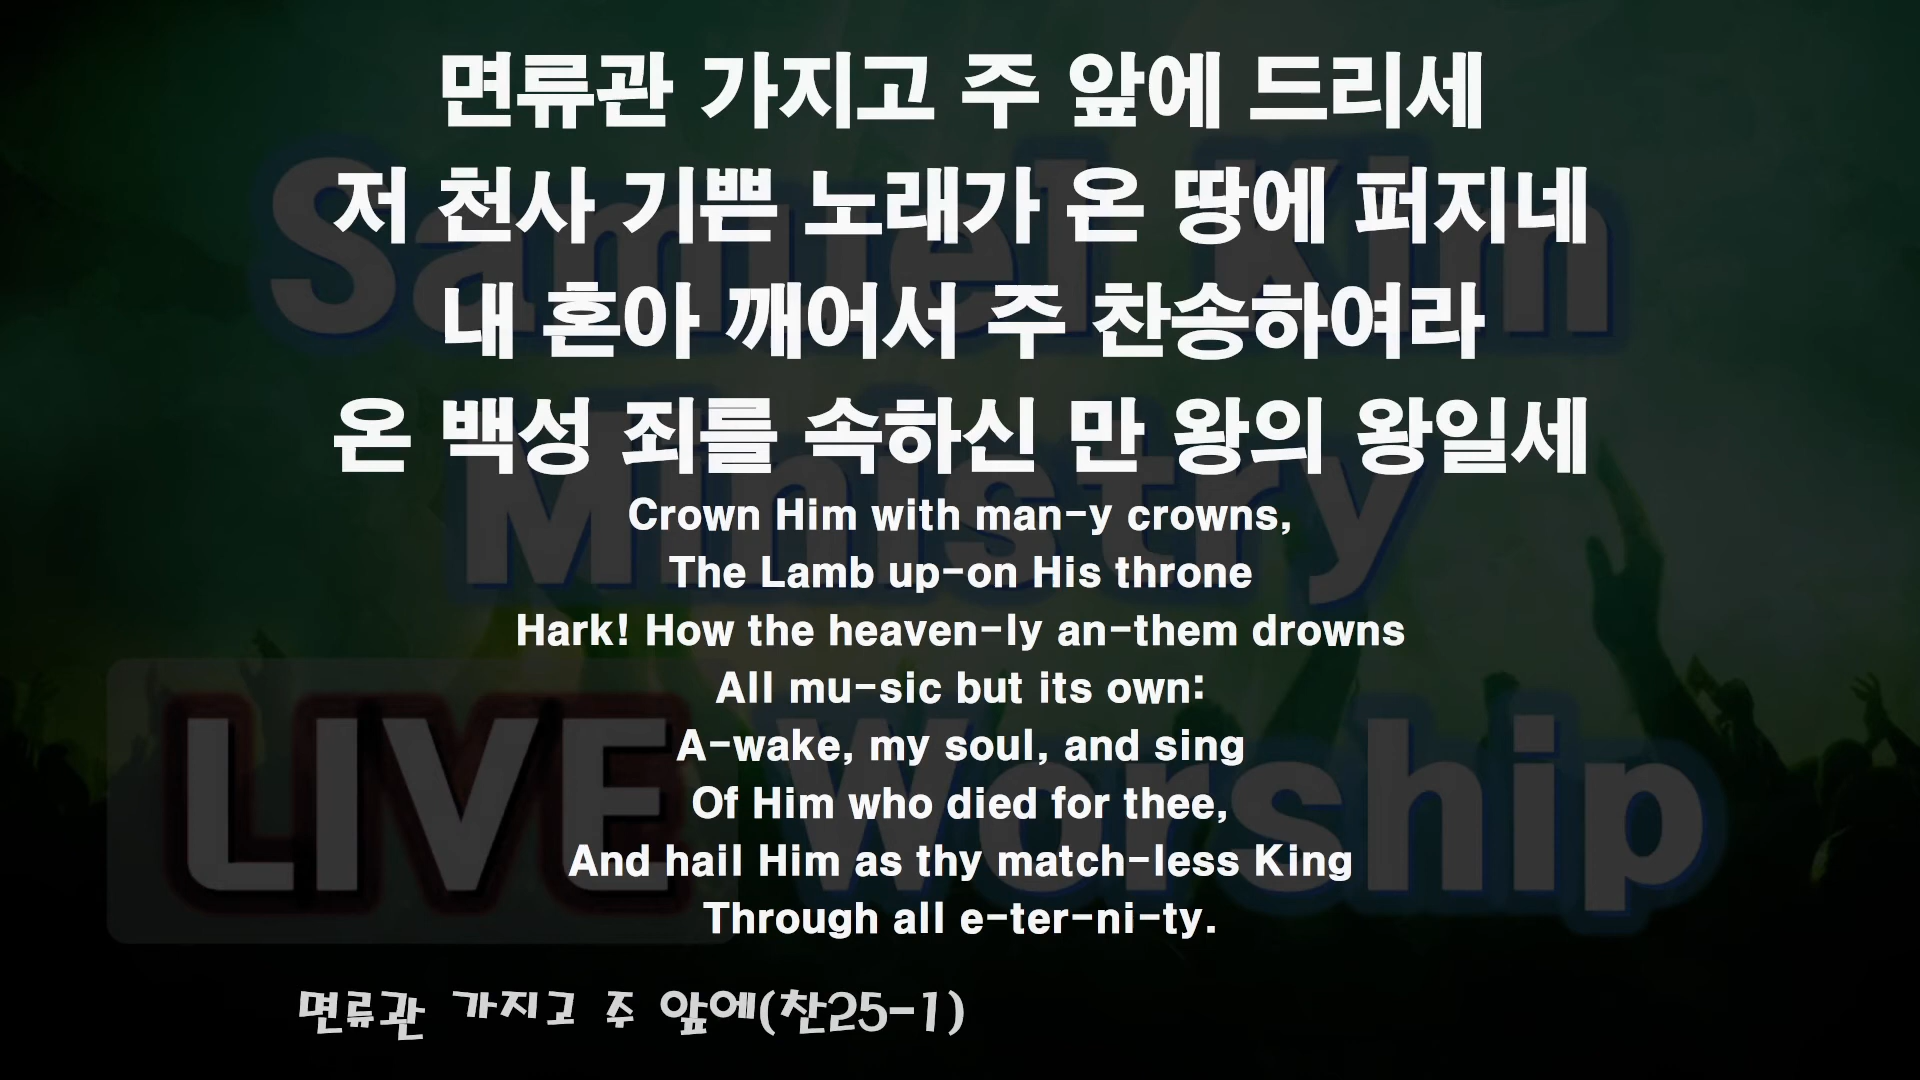 면류관 가지고 주 앞에 드리세
저 천사 기쁜 노래가 온 땅에 퍼지네
내 혼아 깨어서 주 찬송하여라
온 백성 죄를 속하신 만 왕의 왕일세
Crown Him with man-y crowns,
The Lamb up-on His throne
Hark! How the heaven-ly an-them drowns
All mu-sic but its own:
A-wake, my soul, and sing
Of Him who died for thee,
And hail Him as thy match-less King
Through all e-ter-ni-ty.
면류관 가지고 주 앞에(찬25-1)
Samuel Kim
Ministry
LIVE Worship